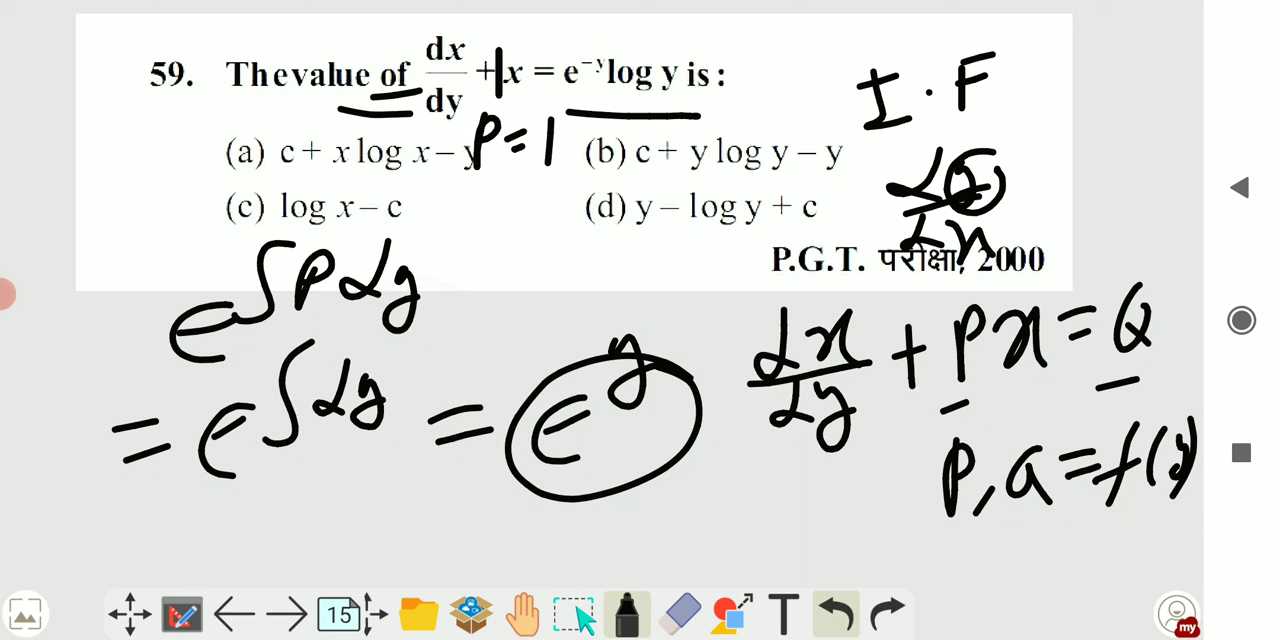 59. The value of dx/dy + 1x = e^-y log y is :
(a) c + x log x – y
(b) c + y log y – y
(c) log x – c
(d) y – log y + c
P.G.T. परीक्षा, 2000
I.F
P = 1
e^∫P dy
= e^∫dy = e^y
dx/dy + Px = Q
P, Q = f(y)